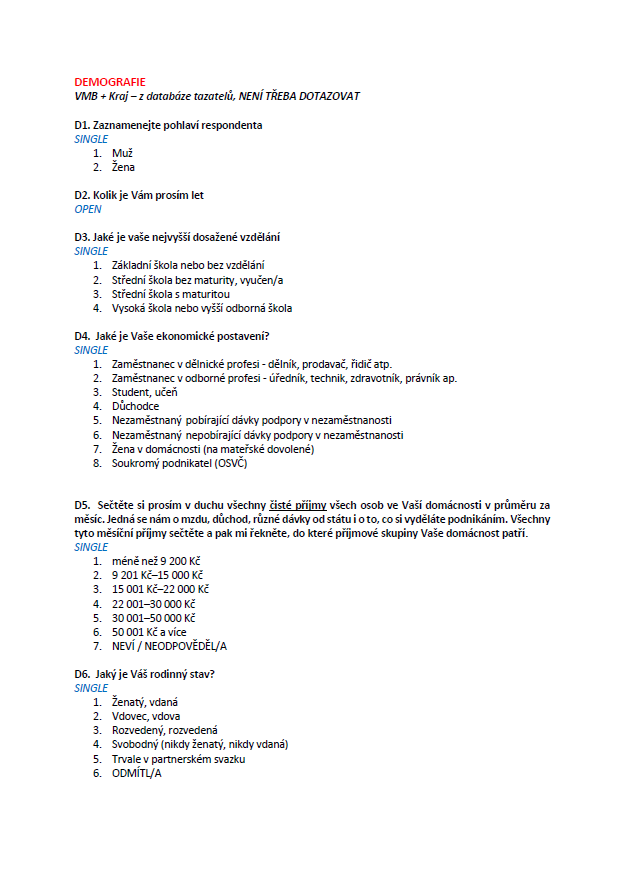 DEMOGRAFIE
VMB + Kraj – z databáze tazatelů, NENÍ TŘEBA DOTAZOVAT
D1. Zaznamenejte pohlaví respondenta
SINGLE
1. Muž
2. Žena
D2. Kolik je Vám prosím let
OPEN
D3. Jaké je vaše nejvyšší dosažené vzdělání
SINGLE
1. Základní škola nebo bez vzdělání
2. Střední škola bez maturity, vyučen/a
3. Střední škola s maturitou
4. Vysoká škola nebo vyšší odborná škola
D4. Jaké je Vaše ekonomické postavení?
SINGLE
1. Zaměstnanec v dělnické profesi - dělník, prodavač, řidič atp.
2. Zaměstnanec v odborné profesi - úředník, technik, zdravotník, právník ap.
3. Student, učeň
4. Důchodce
5. Nezaměstnaný pobírající dávky podpory v nezaměstnanosti
6. Nezaměstnaný nepobírající dávky podpory v nezaměstnanosti
7. Žena v domácnosti (na mateřské dovolené)
8. Soukromý podnikatel (OSVČ)
D5. Sečtěte si prosím v duchu všechny čisté příjmy všech osob ve Vaší domácnosti v průměru za
měsíc. Jedná se nám o mzdu, důchod, různé dávky od státu i o to, co si vyděláte podnikáním. Všechny
tyto měsíční příjmy sečtěte a pak mi řekněte, do které příjmové skupiny Vaše domácnost patří.
SINGLE
1. méně než 9 200 Kč
2. 9 201 Kč–15 000 Kč
3. 15 001 Kč–22 000 Kč
4. 22 001–30 000 Kč
5. 30 001–50 000 Kč
6. 50 001 Kč a více
7. NEVÍ / NEODPOVĚDĚL/A
D6. Jaký je Váš rodinný stav?
SINGLE
1. Ženatý, vdaná
2. Vdovec, vdova
3. Rozvedený, rozvedená
4. Svobodný (nikdy ženatý, nikdy vdaná)
5. Trvale v partnerském svazku
6. ODMÍTL/A